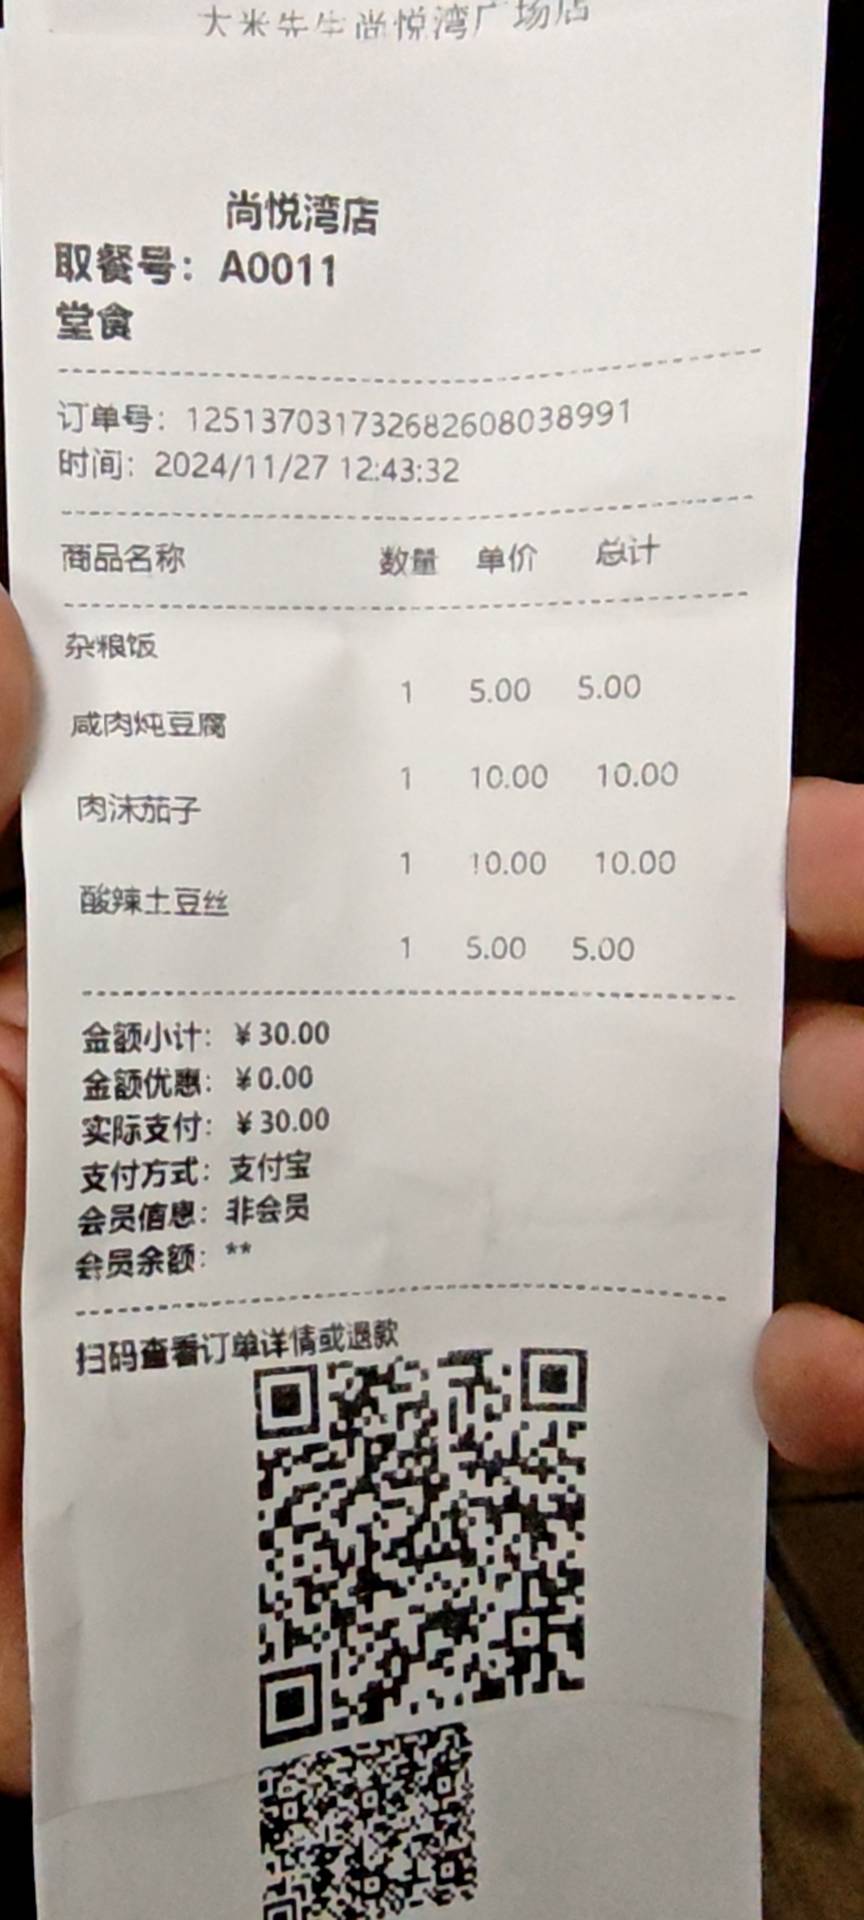 大米先生尚悦湾广场店
尚悦湾店
取餐号：A0011
堂食
订单号：125137031732682608038991
时间：2024/11/27 12:43:32
商品名称 数量 单价 总计
杂粮饭
1 5.00 5.00
咸肉炖豆腐
1 10.00 10.00
肉沫茄子
1 10.00 10.00
酸辣土豆丝
1 5.00 5.00
金额小计：￥30.00
金额优惠：￥0.00
实际支付：￥30.00
支付方式：支付宝
会员信息：非会员
会员余额：**
扫码查看订单详情或退款